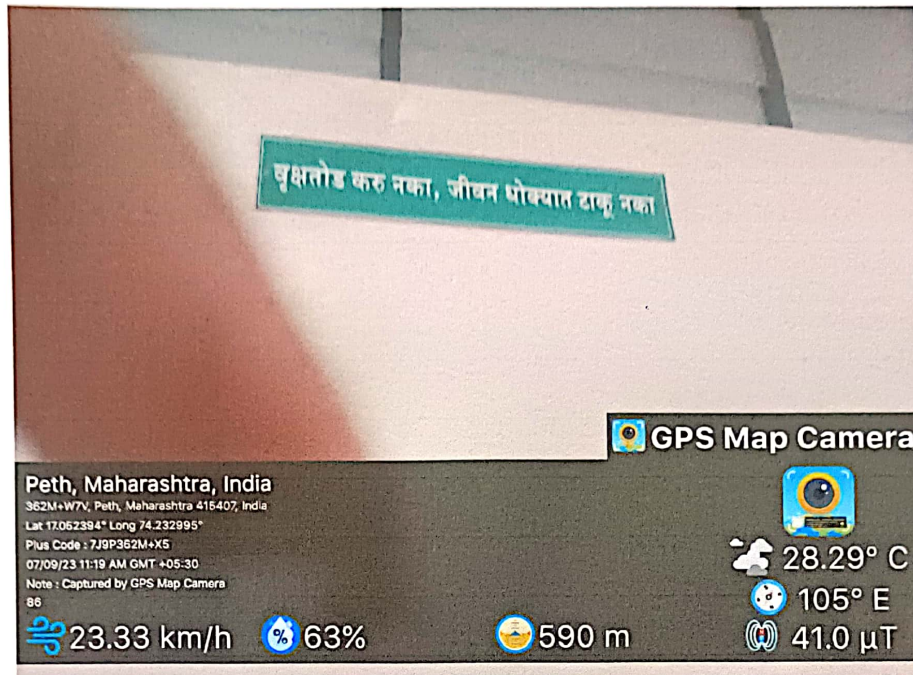 वृक्षतोड करु नका, जीवन धोक्यात टाकू नका
GPS Map Camera
Peth, Maharashtra, India
362M+W7V, Peth, Maharashtra 415407, India
Lat 17.052394° Long 74.232995°
Plus Code : 7J9P362M+X5
07/09/23 11:19 AM GMT +05:30
Note : Captured by GPS Map Camera
86
28.29° C
105° E
23.33 km/h
63%
590 m
41.0 μT